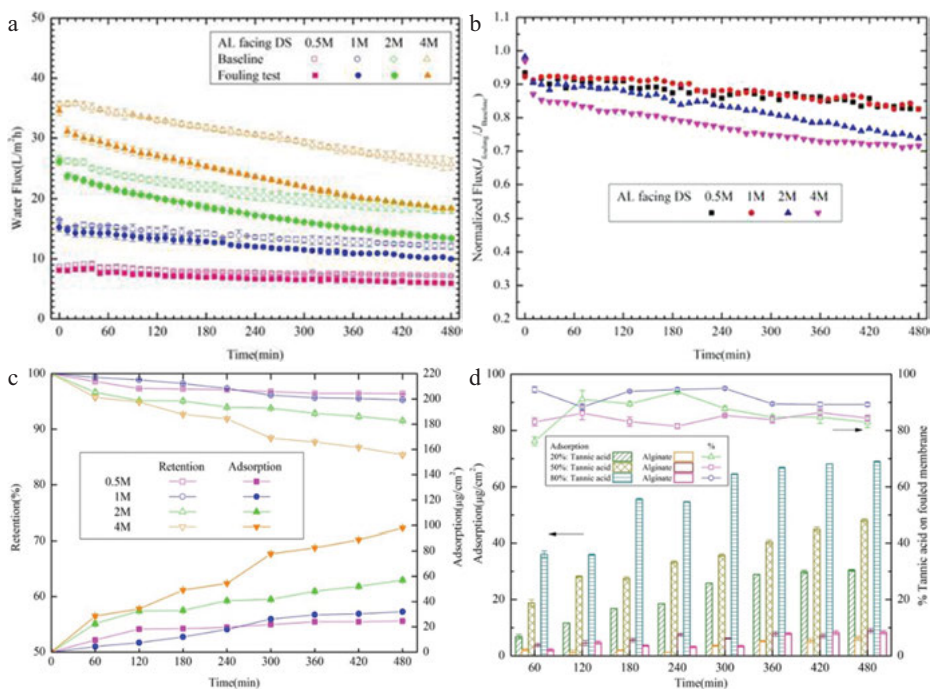 a
50
40
30
20
10
0
Water Flux(L/m²h)
AL facing DS 0.5M 1M 2M 4M
Baseline
Fouling test
0 60 120 180 240 300 360 420 480
Time(min)
b
1.1
1.0
0.9
0.8
0.7
0.6
0.5
0.4
0.3
0.2
Normalized Flux(J fouling /J Baseline)
AL facing DS 0.5M 1M 2M 4M
0 60 120 180 240 300 360 420 480
Time(min)
c
100
90
80
70
60
50
Retention(%)
Retention Adsorption
0.5M
1M
2M
4M
220
200
180
160
140
120
100
80
60
40
20
0
Adsorption(μg/cm²)
0 60 120 180 240 300 360 420 480
Time(min)
d
100
80
60
40
20
0
Adsorption(μg/cm²)
Adsorption %
20%: Tannic acid Alginate
50%: Tannic acid Alginate
80%: Tannic acid Alginate
100
80
60
40
20
0
% Tannic acid on fouled membrane
60 120 180 240 300 360 420 480
Time(min)